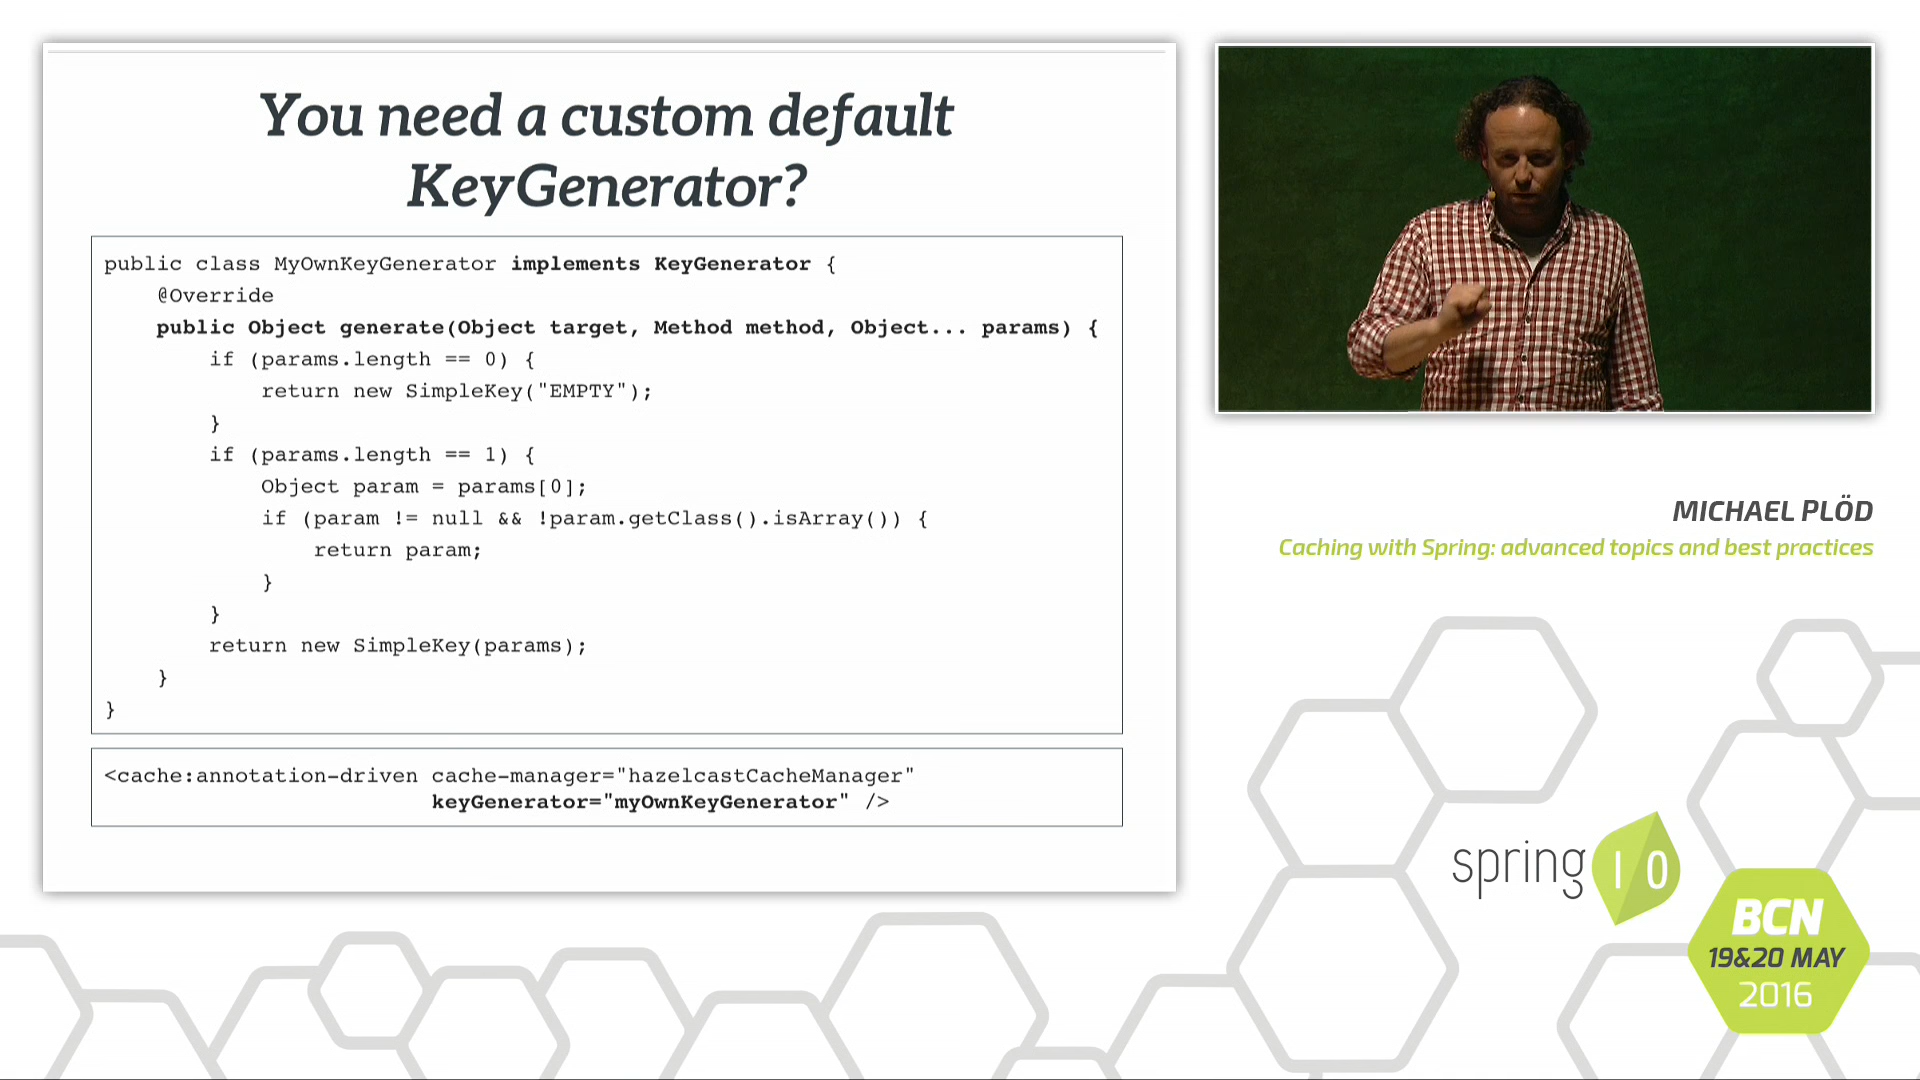 You need a custom default
KeyGenerator?
public class MyOwnKeyGenerator implements KeyGenerator {
@Override
public Object generate(Object target, Method method, Object... params) {
if (params.length == 0) {
return new SimpleKey("EMPTY");
}
if (params.length == 1) {
Object param = params[0];
if (param != null && !param.getClass().isArray()) {
return param;
}
}
return new SimpleKey(params);
}
}
<cache:annotation-driven cache-manager="hazelcastCacheManager"
keyGenerator="myOwnKeyGenerator" />
MICHAEL PLÖD
Caching with Spring: advanced topics and best practices
spring I O
BCN
19&20 MAY
2016